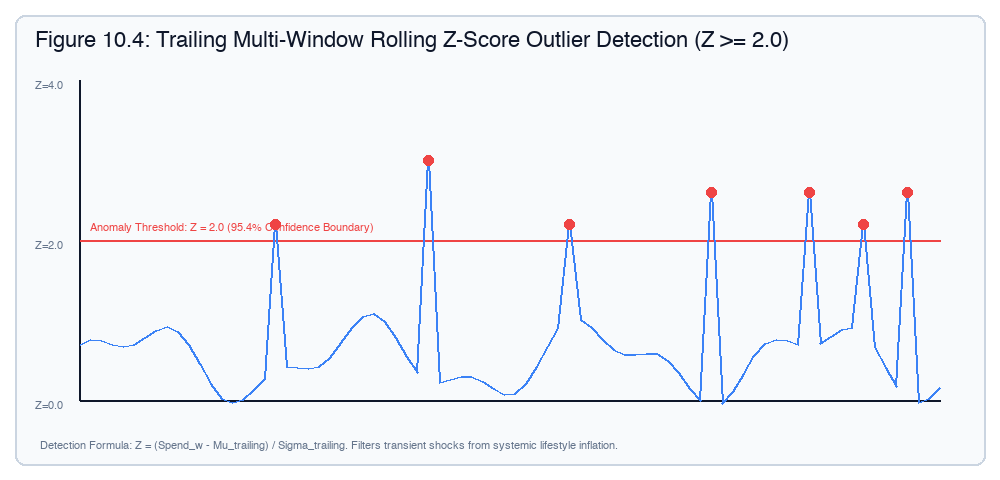 Figure 10.4: Trailing Multi-Window Rolling Z-Score Outlier Detection (Z >= 2.0)
Z=4.0
Anomaly Threshold: Z = 2.0 (95.4% Confidence Boundary)
Z=2.0
Z=0.0
Detection Formula: Z = (Spend_w - Mu_trailing) / Sigma_trailing. Filters transient shocks from systemic lifestyle inflation.